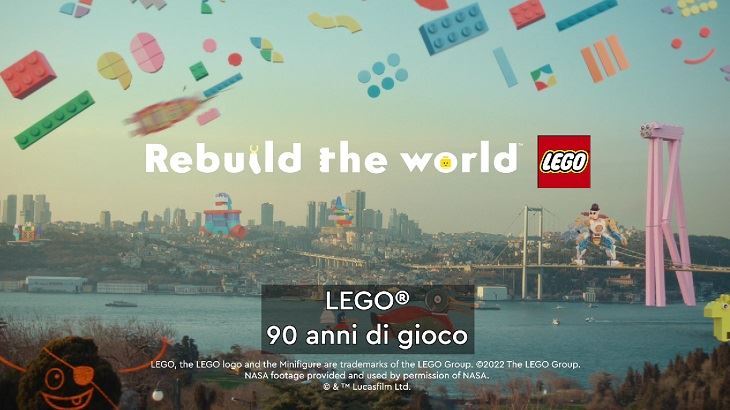 Rebuild the world™ LEGO
LEGO®
90 anni di gioco
LEGO, the LEGO logo and the Minifigure are trademarks of the LEGO Group. ©2022 The LEGO Group.
NASA footage provided and used by permission of NASA.
© & ™ Lucasfilm Ltd.